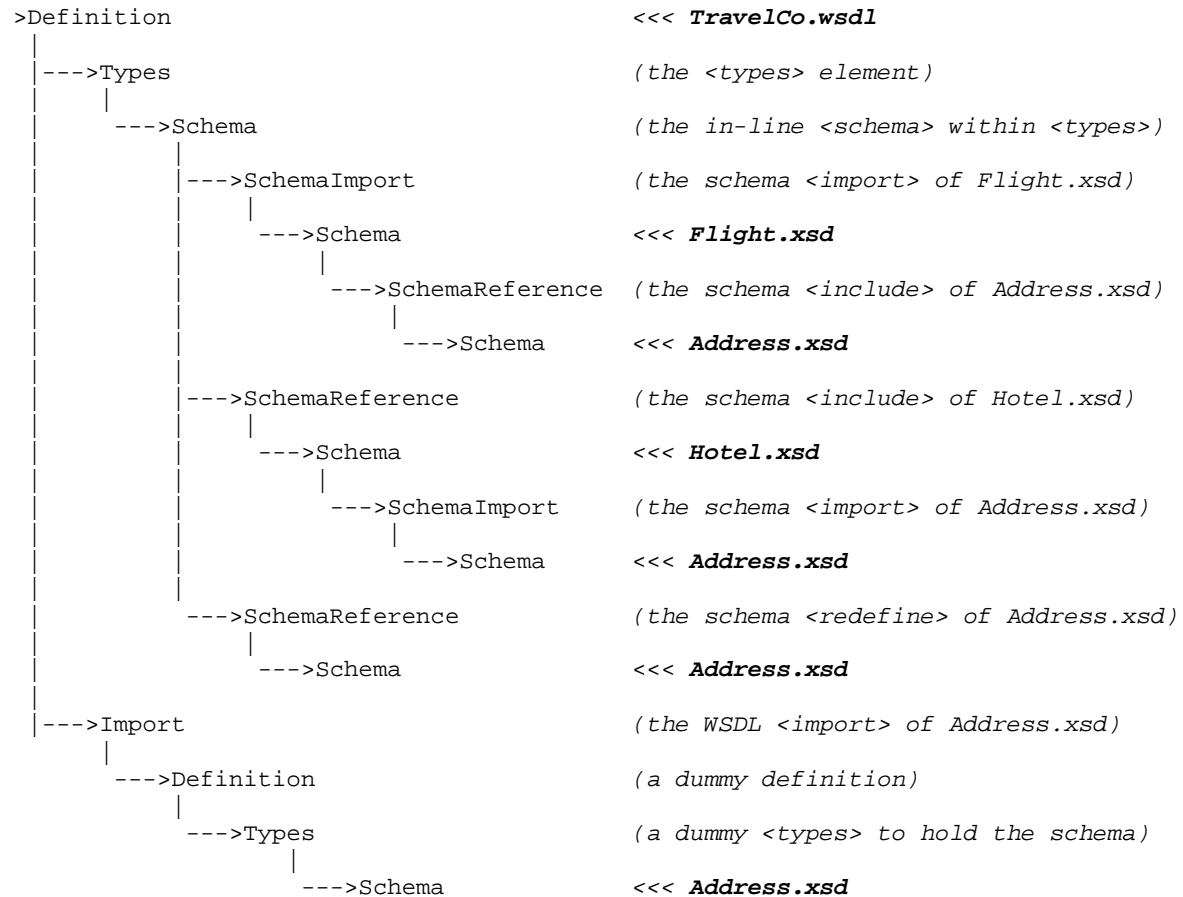 >Definition <<< TravelCo.wsdl
|
|--->Types (the <types> element)
| |
| --->Schema (the in-line <schema> within <types>)
| |
| |--->SchemaImport (the schema <import> of Flight.xsd)
| | |
| | --->Schema <<< Flight.xsd
| | |
| | --->SchemaReference (the schema <include> of Address.xsd)
| | |
| | --->Schema <<< Address.xsd
| |
| |--->SchemaReference (the schema <include> of Hotel.xsd)
| | |
| | --->Schema <<< Hotel.xsd
| | |
| | --->SchemaImport (the schema <import> of Address.xsd)
| | |
| | --->Schema <<< Address.xsd
| |
| --->SchemaReference (the schema <redefine> of Address.xsd)
| |
| --->Schema <<< Address.xsd
|
|--->Import (the WSDL <import> of Address.xsd)
|
--->Definition (a dummy definition)
|
--->Types (a dummy <types> to hold the schema)
|
--->Schema <<< Address.xsd